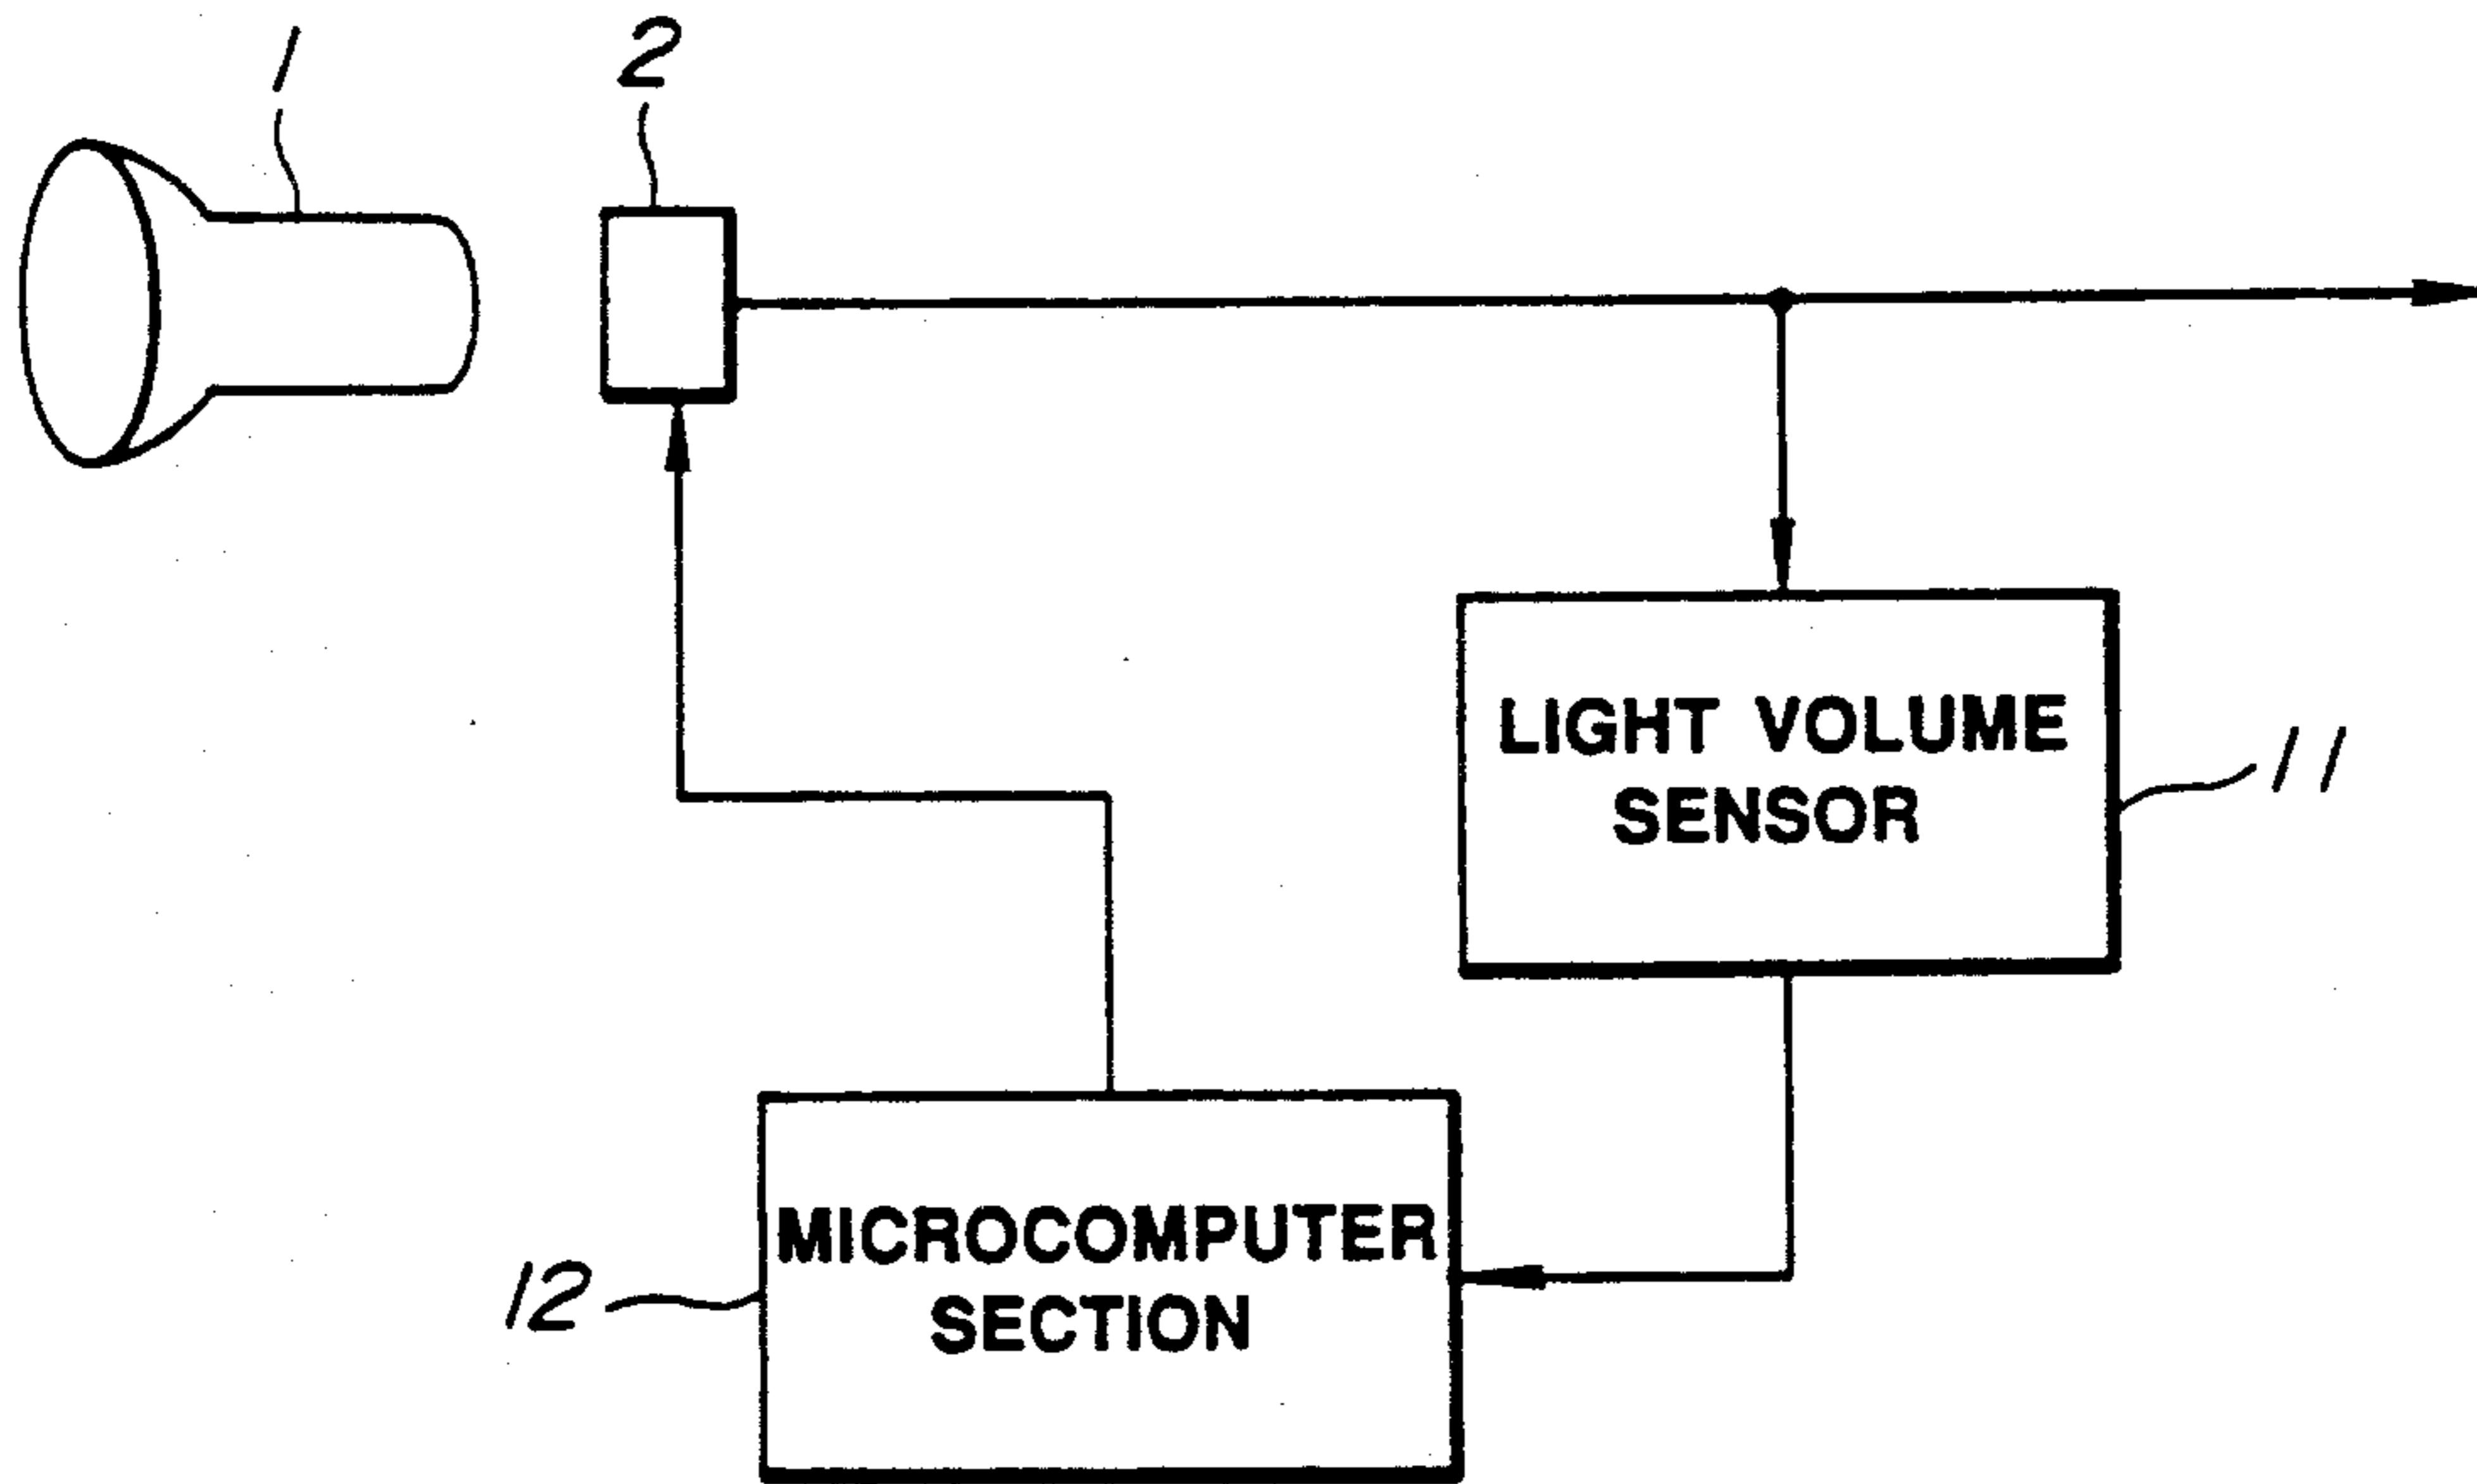 1
2
LIGHT VOLUME
SENSOR
11
MICROCOMPUTER
SECTION
12